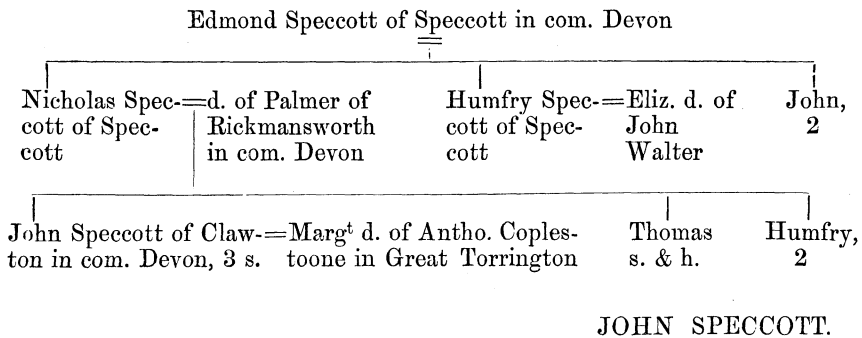 Edmond Speccott of Speccott in com. Devon
Nicholas Spec-=d. of Palmer of
cott of Spec- Rickmansworth
cott in com. Devon
Humfry Spec-=Eliz. d. of
cott of Spec- John
cott Walter
John,
2
John Speccott of Claw-=Margᵗ d. of Antho. Coples-
ton in com. Devon, 3 s. toone in Great Torrington
Thomas
s. & h.
Humfry,
2
JOHN SPECCOTT.